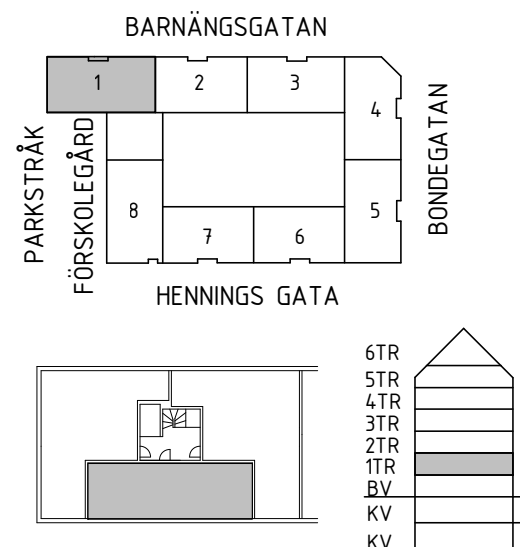 BARNÄNGSGATAN
1
2
3
4
5
6
7
8
PARKSTRÅK
FÖRSKOLEGÅRD
BONDEGATAN
HENNINGS GATA
6TR
5TR
4TR
3TR
2TR
1TR
BV
KV
KV